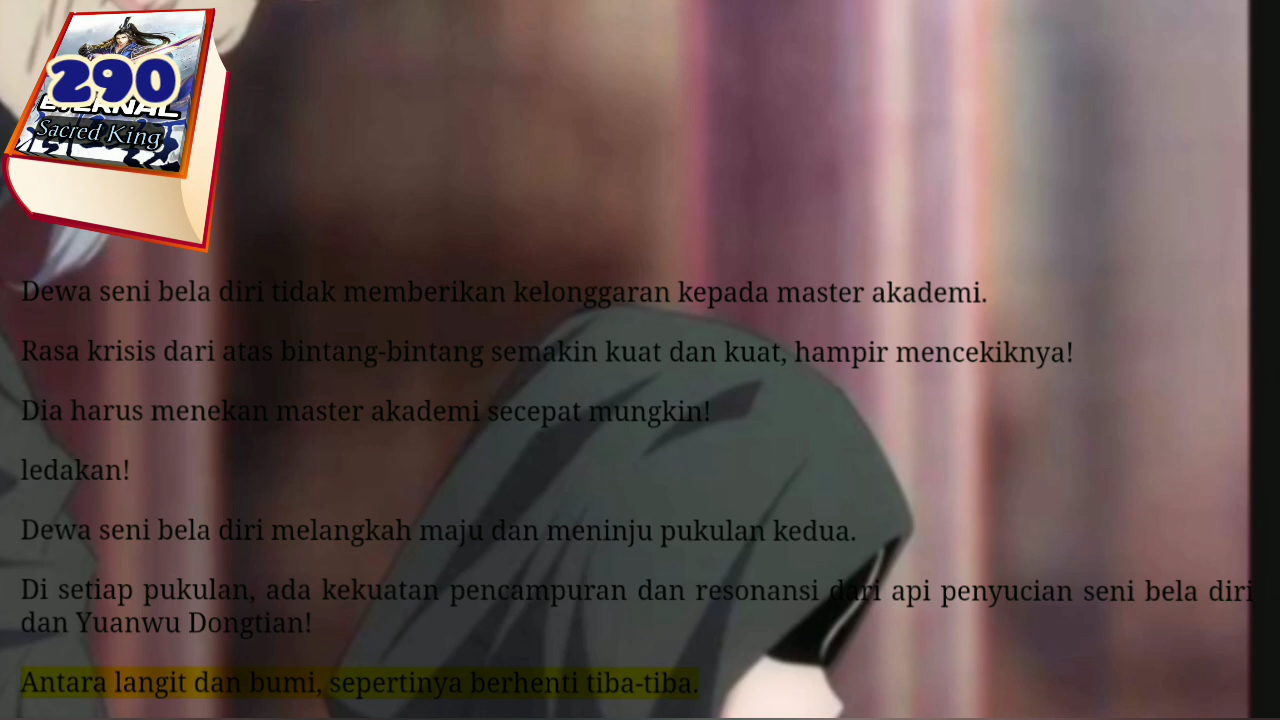 290
ETERNAL
Sacred King
Dewa seni bela diri tidak memberikan kelonggaran kepada master akademi.
Rasa krisis dari atas bintang-bintang semakin kuat dan kuat, hampir mencekiknya!
Dia harus menekan master akademi secepat mungkin!
ledakan!
Dewa seni bela diri melangkah maju dan meninju pukulan kedua.
Di setiap pukulan, ada kekuatan pencampuran dan resonansi dari api penyucian seni bela diri
dan Yuanwu Dongtian!
Antara langit dan bumi, sepertinya berhenti tiba-tiba.